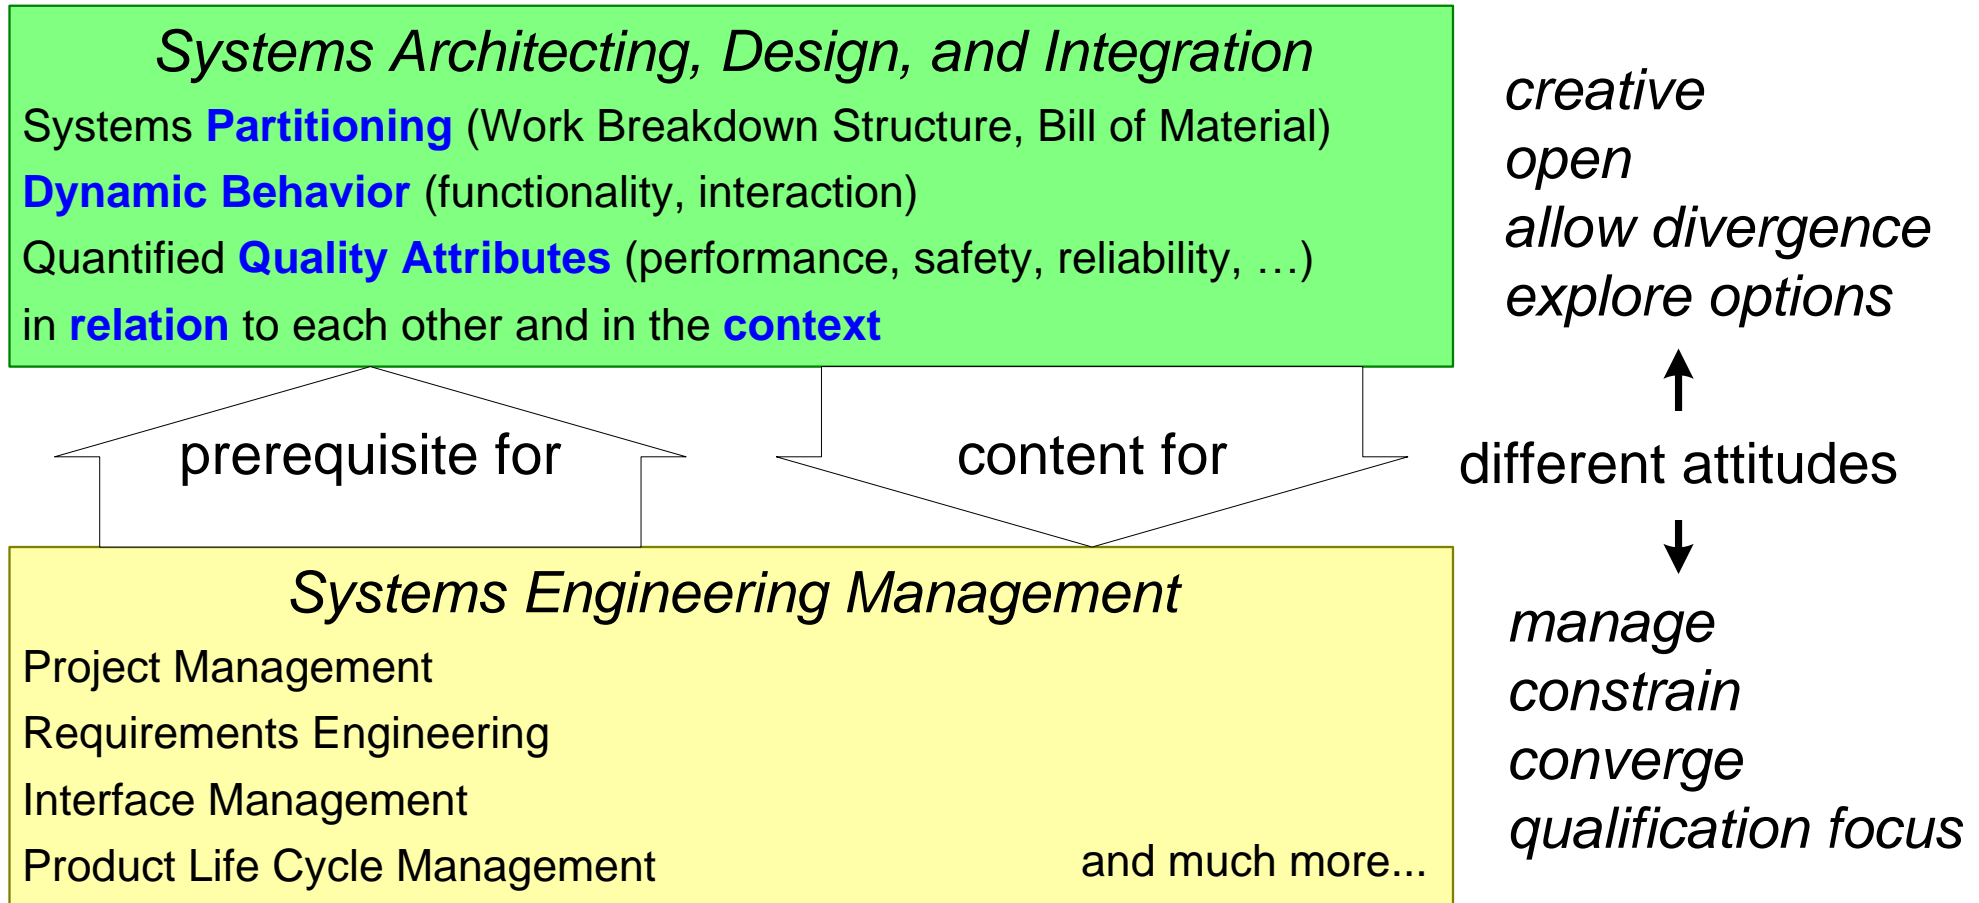 Systems Architecting, Design, and Integration
Systems Partitioning (Work Breakdown Structure, Bill of Material)
Dynamic Behavior (functionality, interaction)
Quantified Quality Attributes (performance, safety, reliability, …)
in relation to each other and in the context
creative
open
allow divergence
explore options
prerequisite for
content for
different attitudes
Systems Engineering Management
Project Management
Requirements Engineering
Interface Management
Product Life Cycle Management
and much more...
manage
constrain
converge
qualification focus